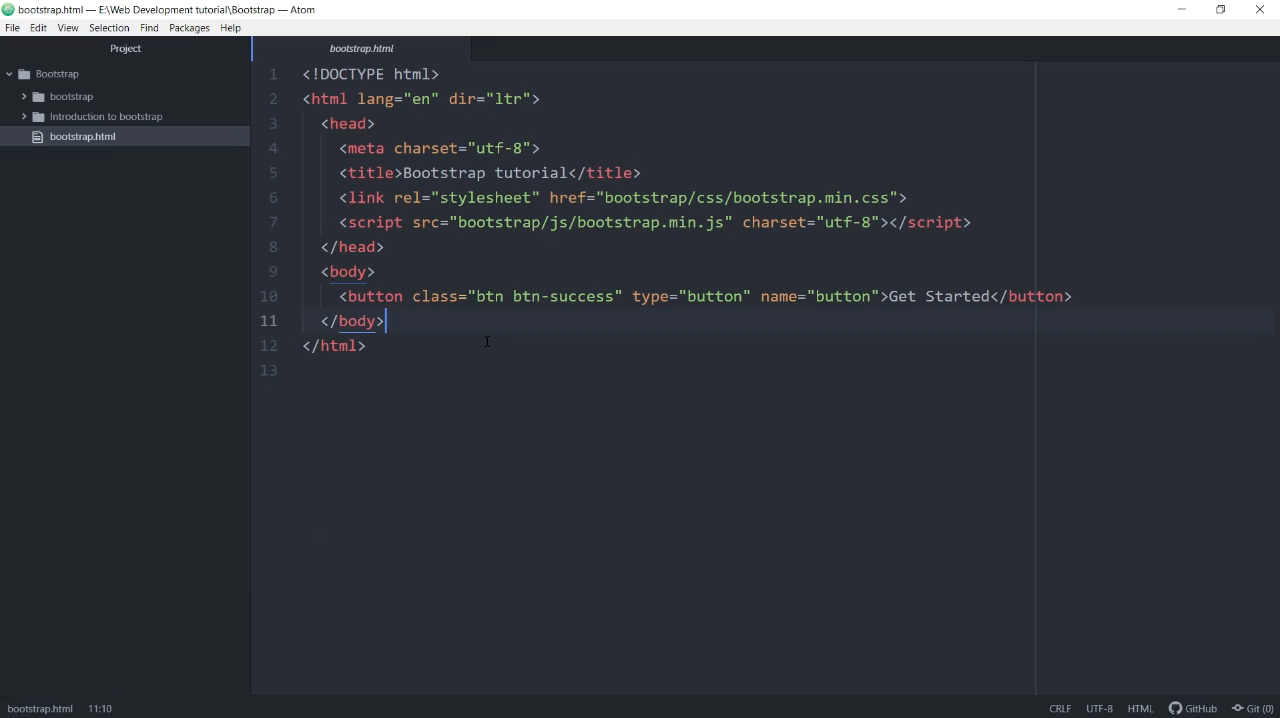 bootstrap.html — E:\Web Development tutorial\Bootstrap — Atom
File Edit View Selection Find Packages Help
Project
bootstrap.html
Bootstrap
bootstrap
Introduction to bootstrap
bootstrap.html
1 <!DOCTYPE html>
2 <html lang="en" dir="ltr">
3 <head>
4 <meta charset="utf-8">
5 <title>Bootstrap tutorial</title>
6 <link rel="stylesheet" href="bootstrap/css/bootstrap.min.css">
7 <script src="bootstrap/js/bootstrap.min.js" charset="utf-8"></script>
8 </head>
9 <body>
10 <button class="btn btn-success" type="button" name="button">Get Started</button>
11 </body>
12 </html>
13
bootstrap.html 11:10 CRLF UTF-8 HTML GitHub Git (0)